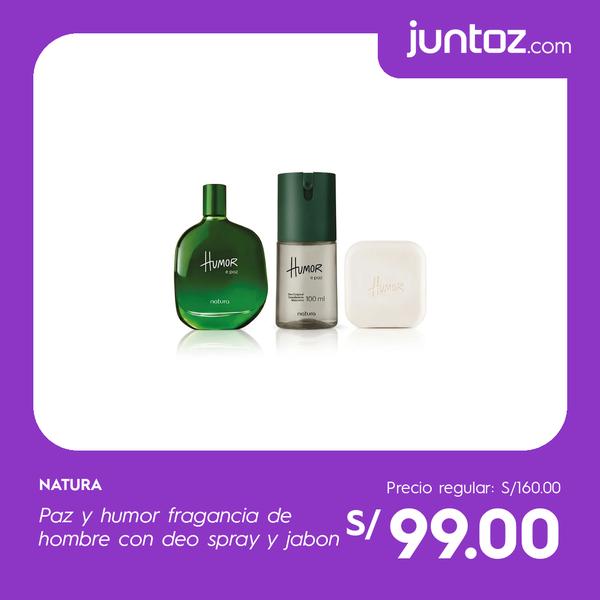 juntoz.com
HUMOR
e paz
natura
HUMOR
e paz
100 ml
natura
HUMOR
NATURA
Precio regular: S/160.00
Paz y humor fragancia de
hombre con deo spray y jabon
S/ 99.00